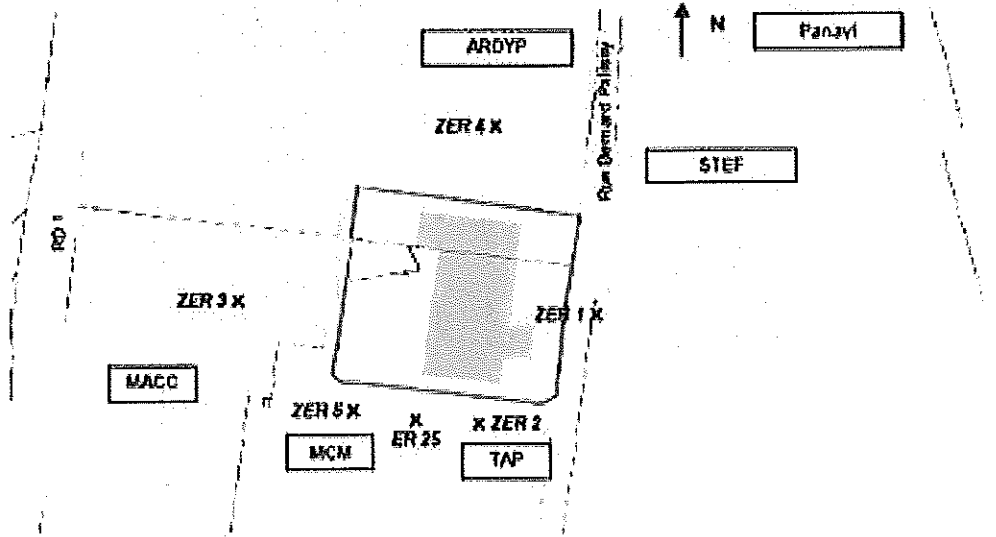 ARDYP
N
Panayi
ZER 4 X
Rue Bernard Palissy
STEF
RD
ZER 3 X
ZER 1 X
MACC
ZER 5 X
X
ER 25
X ZER 2
MCM
TAP